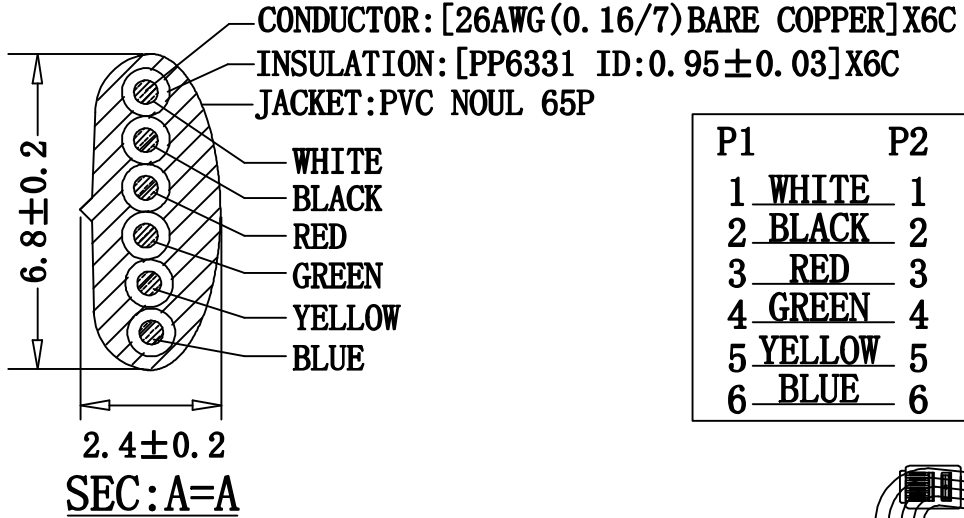 CONDUCTOR:[26AWG(0.16/7)BARE COPPER]X6C
INSULATION:[PP6331 ID:0.95±0.03]X6C
JACKET:PVC NOUL 65P
6.8±0.2
WHITE
BLACK
RED
GREEN
YELLOW
BLUE
2.4±0.2
SEC:A=A
P1 P2
1 WHITE 1
2 BLACK 2
3 RED 3
4 GREEN 4
5 YELLOW 5
6 BLUE 6